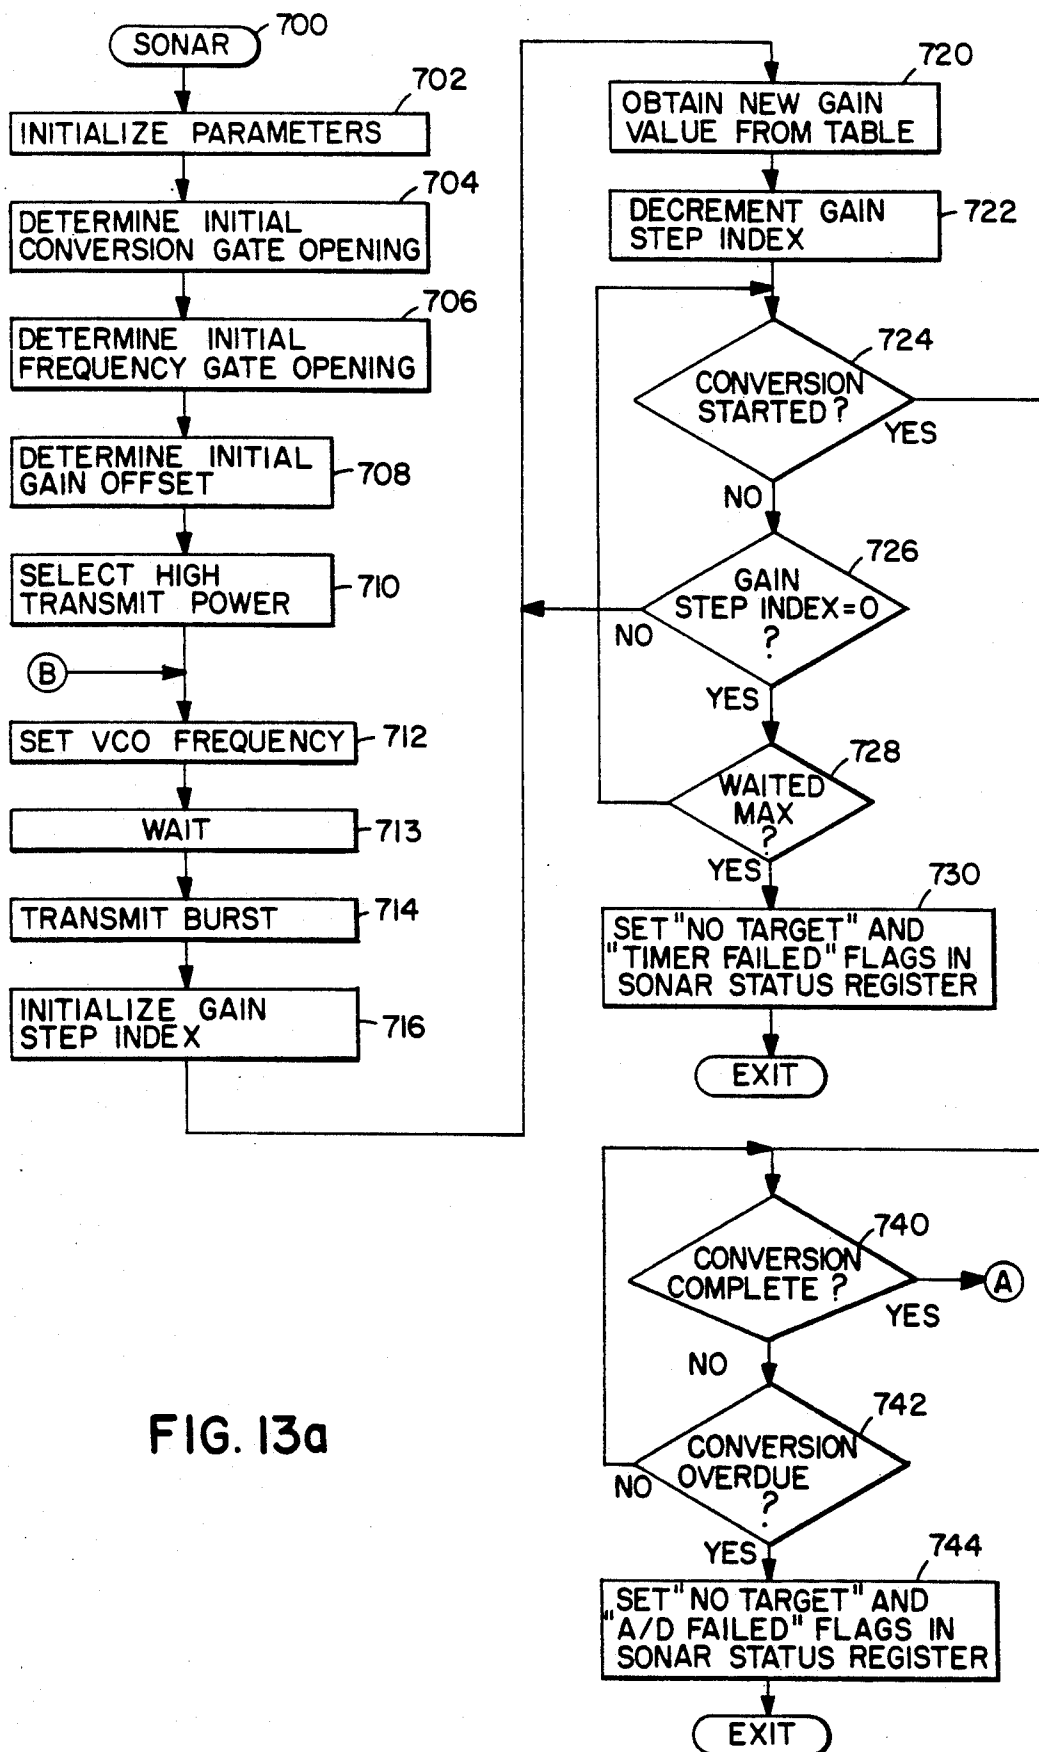 SONAR
700
702
INITIALIZE PARAMETERS
704
DETERMINE INITIAL
CONVERSION GATE OPENING
706
DETERMINE INITIAL
FREQUENCY GATE OPENING
DETERMINE INITIAL
GAIN OFFSET
708
SELECT HIGH
TRANSMIT POWER
710
B
SET VCO FREQUENCY
712
WAIT
713
TRANSMIT BURST
714
INITIALIZE GAIN
STEP INDEX
716
720
OBTAIN NEW GAIN
VALUE FROM TABLE
DECREMENT GAIN
STEP INDEX
722
724
CONVERSION
STARTED?
YES
NO
726
GAIN
STEP INDEX=0
?
NO
YES
728
WAITED
MAX
?
YES
730
SET "NO TARGET" AND
"TIMER FAILED" FLAGS IN
SONAR STATUS REGISTER
EXIT
740
CONVERSION
COMPLETE ?
A
YES
NO
742
CONVERSION
OVERDUE
?
NO
YES
744
SET "NO TARGET" AND
"A/D FAILED" FLAGS IN
SONAR STATUS REGISTER
EXIT
FIG. 13a